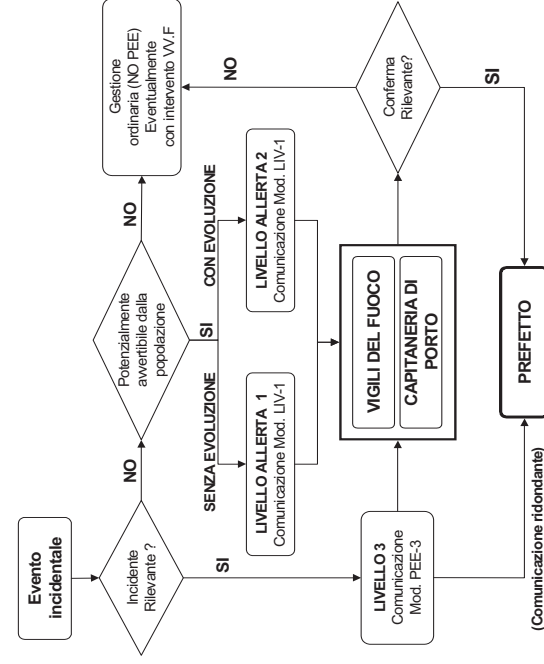 Evento
incidentale
Incidente
Rilevante ?
NO
SI
Potenzialmente
avvertibile dalla
popolazione
NO
SI
Gestione
ordinaria (NO PEE)
Eventualmente
con intervento VV.F
SENZA EVOLUZIONE
CON EVOLUZIONE
LIVELLO ALLERTA 1
Comunicazione Mod. LIV-1
LIVELLO ALLERTA 2
Comunicazione Mod. LIV-1
LIVELLO 3
Comunicazione
Mod. PEE-3
VIGILI DEL FUOCO
CAPITANERIA DI
PORTO
Conferma
Rilevante?
NO
SI
PREFETTO
(Comunicazione ridondante)